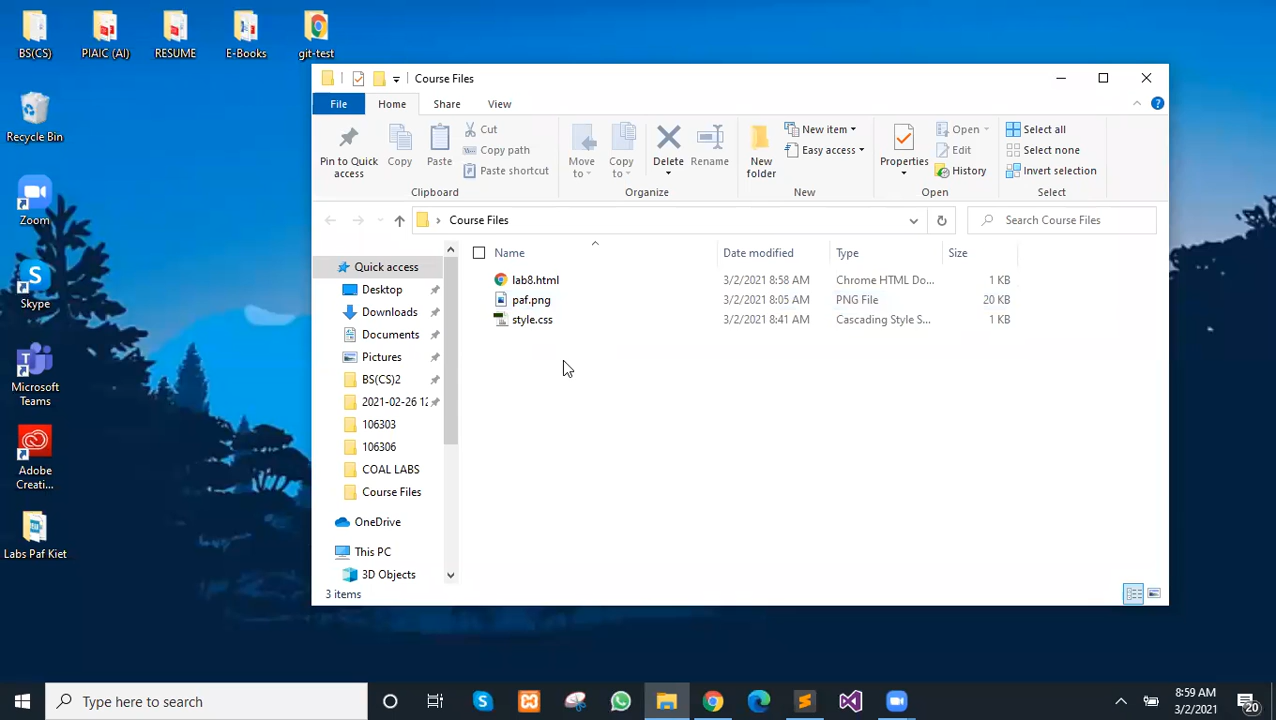 BS(CS)
PIAIC (AI)
RESUME
E-Books
git-test
Recycle Bin
Zoom
Skype
Microsoft
Teams
Adobe
Creati...
Labs Paf Kiet
Course Files
File
Home
Share
View
Pin to Quick
access
Copy
Paste
Cut
Copy path
Paste shortcut
Clipboard
Move
to
Copy
to
Delete
Rename
Organize
New
folder
New item
Easy access
New
Properties
Open
Edit
History
Open
Select all
Select none
Invert selection
Select
Course Files
Search Course Files
Quick access
Desktop
Downloads
Documents
Pictures
BS(CS)2
2021-02-26 12
106303
106306
COAL LABS
Course Files
OneDrive
This PC
3D Objects
Name Date modified Type Size
lab8.html 3/2/2021 8:58 AM Chrome HTML Do... 1 KB
paf.png 3/2/2021 8:05 AM PNG File 20 KB
style.css 3/2/2021 8:41 AM Cascading Style S... 1 KB
3 items
Type here to search
8:59 AM
3/2/2021
20